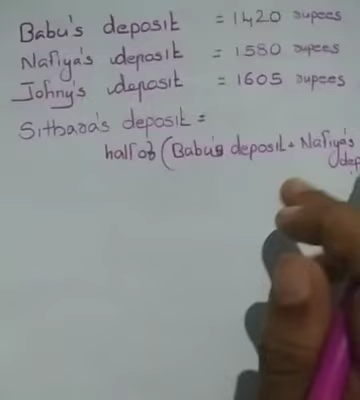 Babu's deposit = 1420 rupees
Nafiya's deposit = 1580 rupees
Johny's deposit = 1605 rupees
Sithara's deposit =
half of (Babu's deposit + Nafiya's
dep